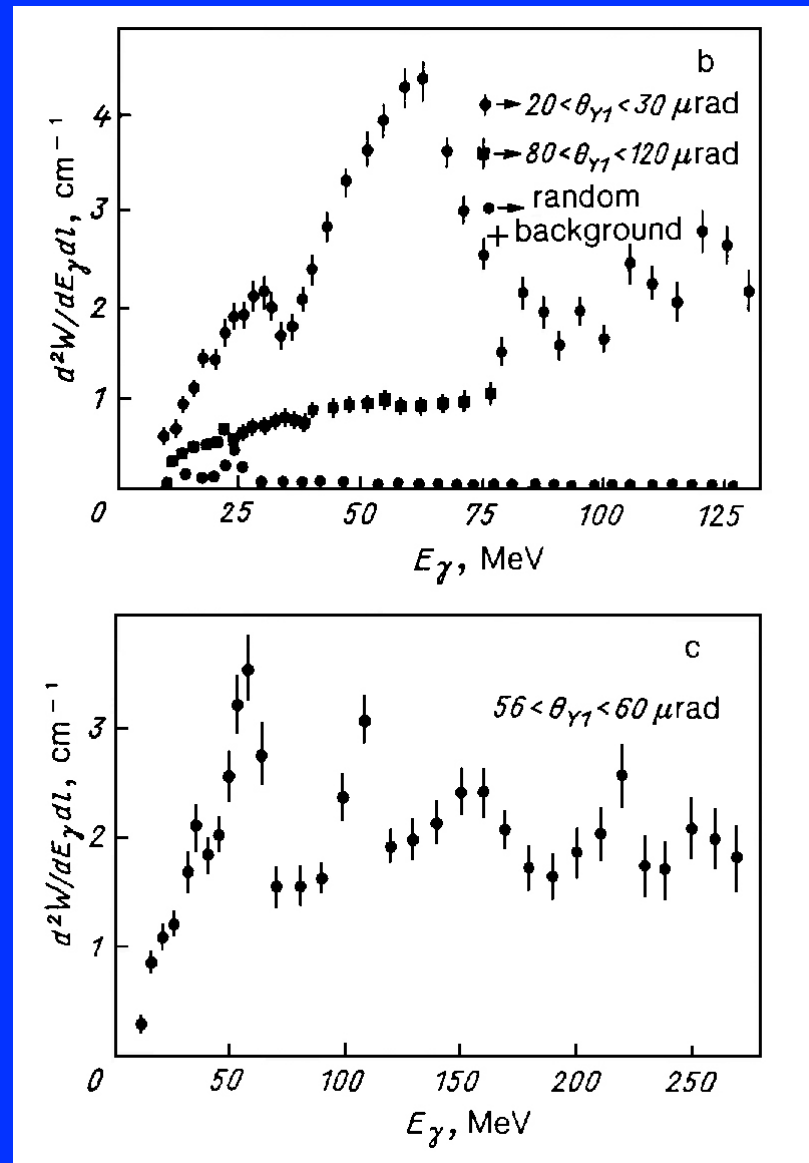 b
20<θY1<30 μrad
80<θY1<120 μrad
random
+ background
d²W/dEγdl, cm⁻¹
4
3
2
1
0 25 50 75 100 125
Eγ, MeV
c
56<θY1<60 μrad
d²W/dEγdl, cm⁻¹
3
2
1
0 50 100 150 200 250
Eγ, MeV